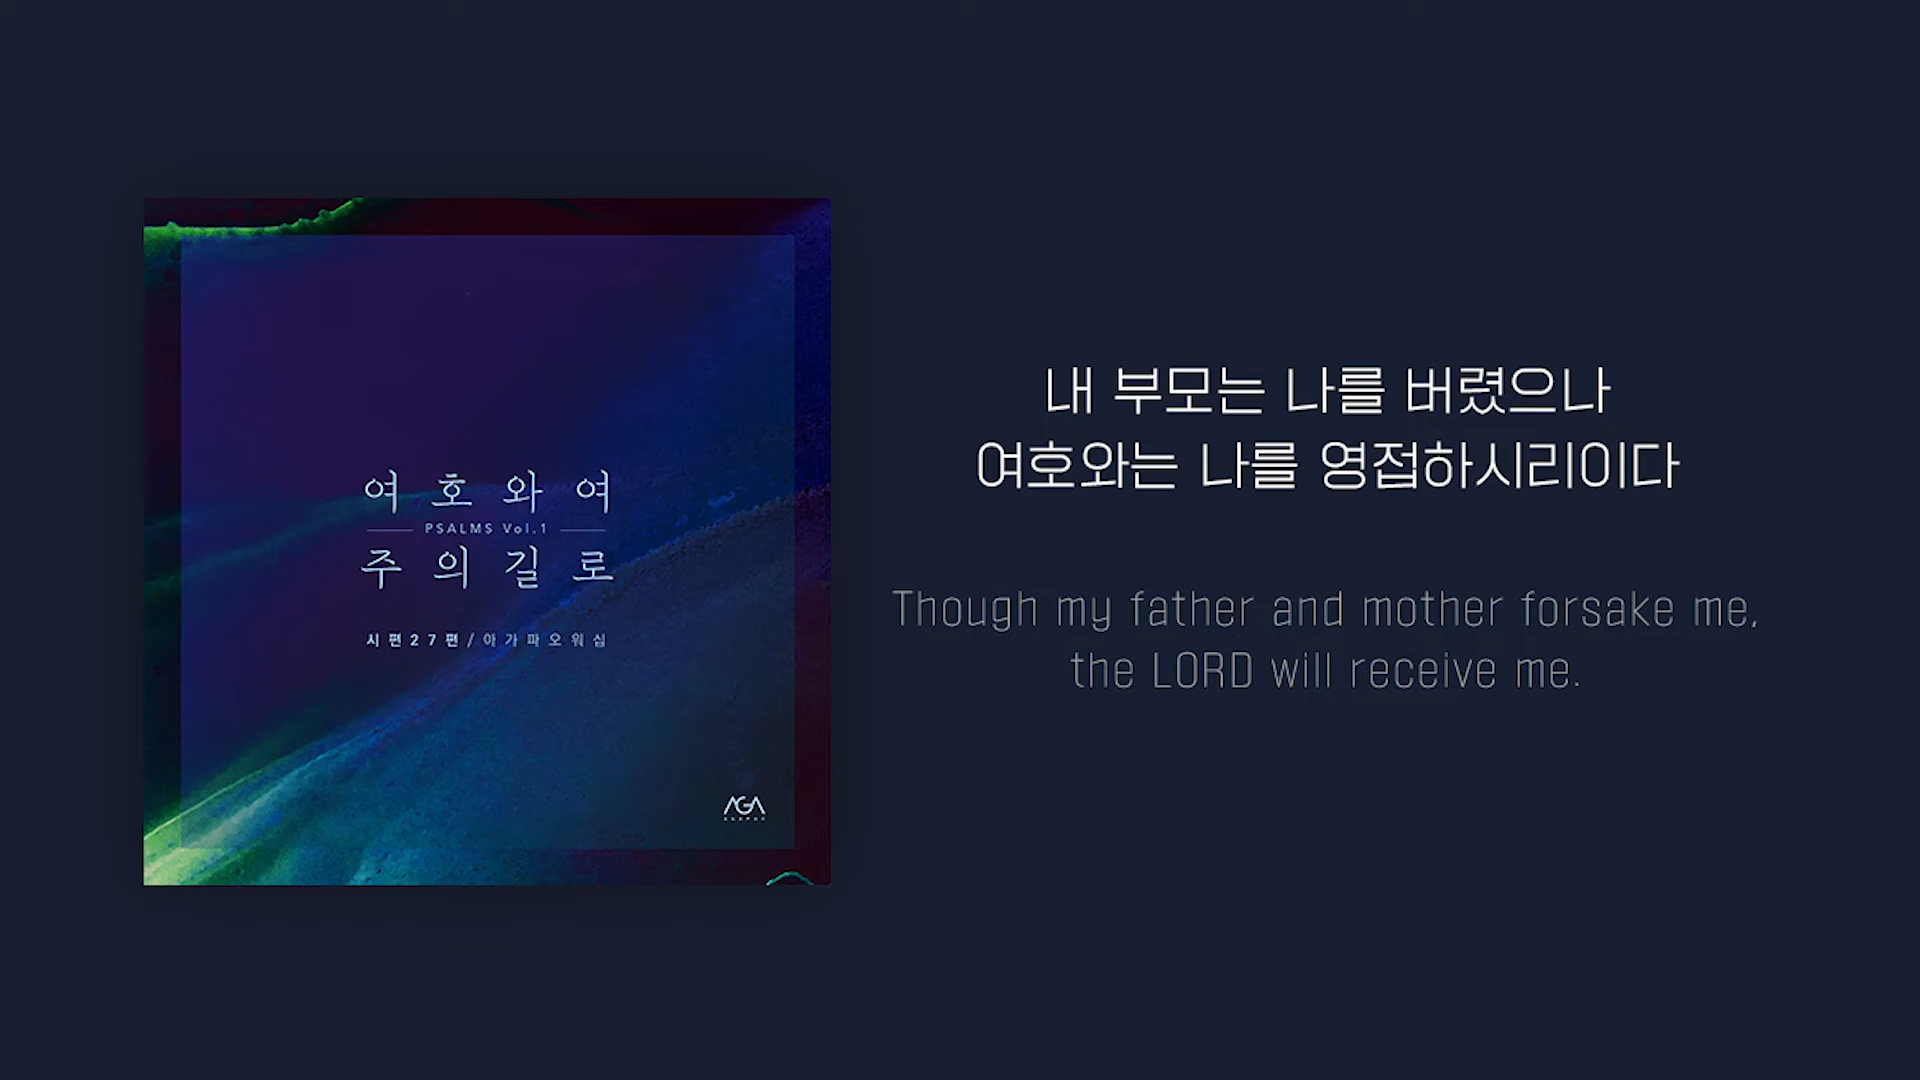 여호와여
PSALMS Vol.1
주의길로
시편27편/아가파오워십
AGA
내 부모는 나를 버렸으나
여호와는 나를 영접하시리이다
Though my father and mother forsake me,
the LORD will receive me.